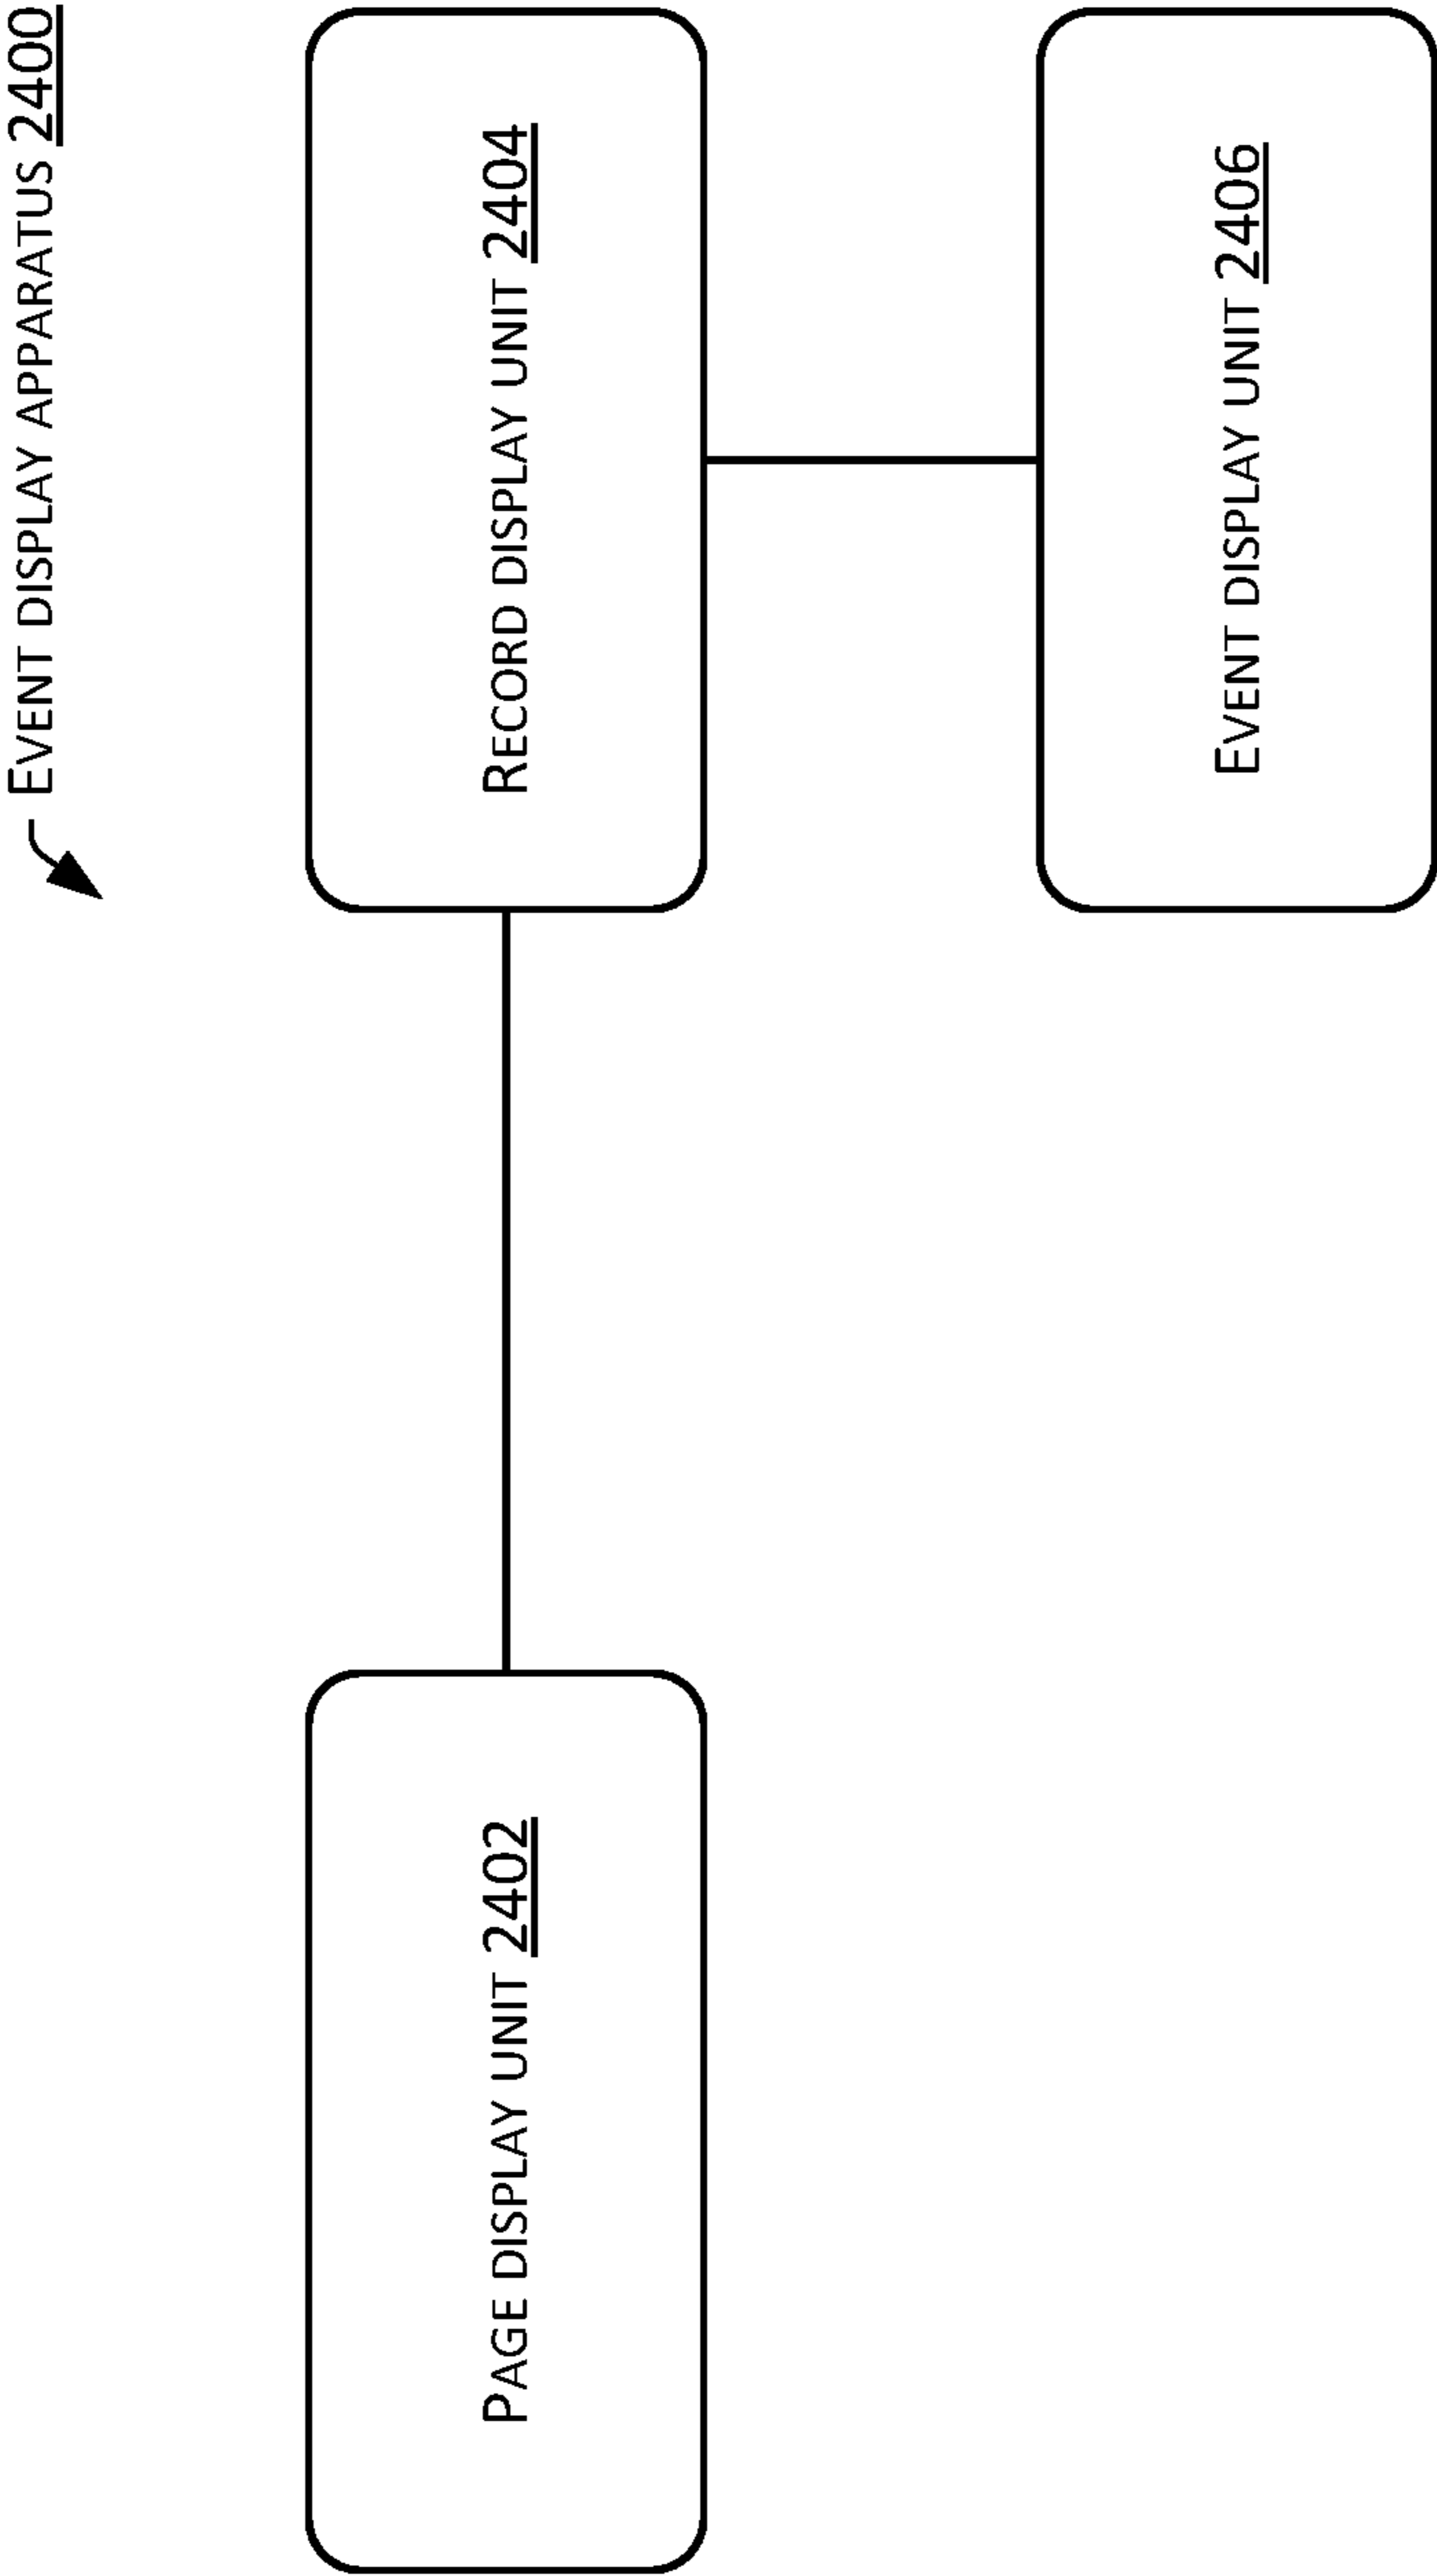 EVENT DISPLAY APPARATUS 2400
PAGE DISPLAY UNIT 2402
RECORD DISPLAY UNIT 2404
EVENT DISPLAY UNIT 2406